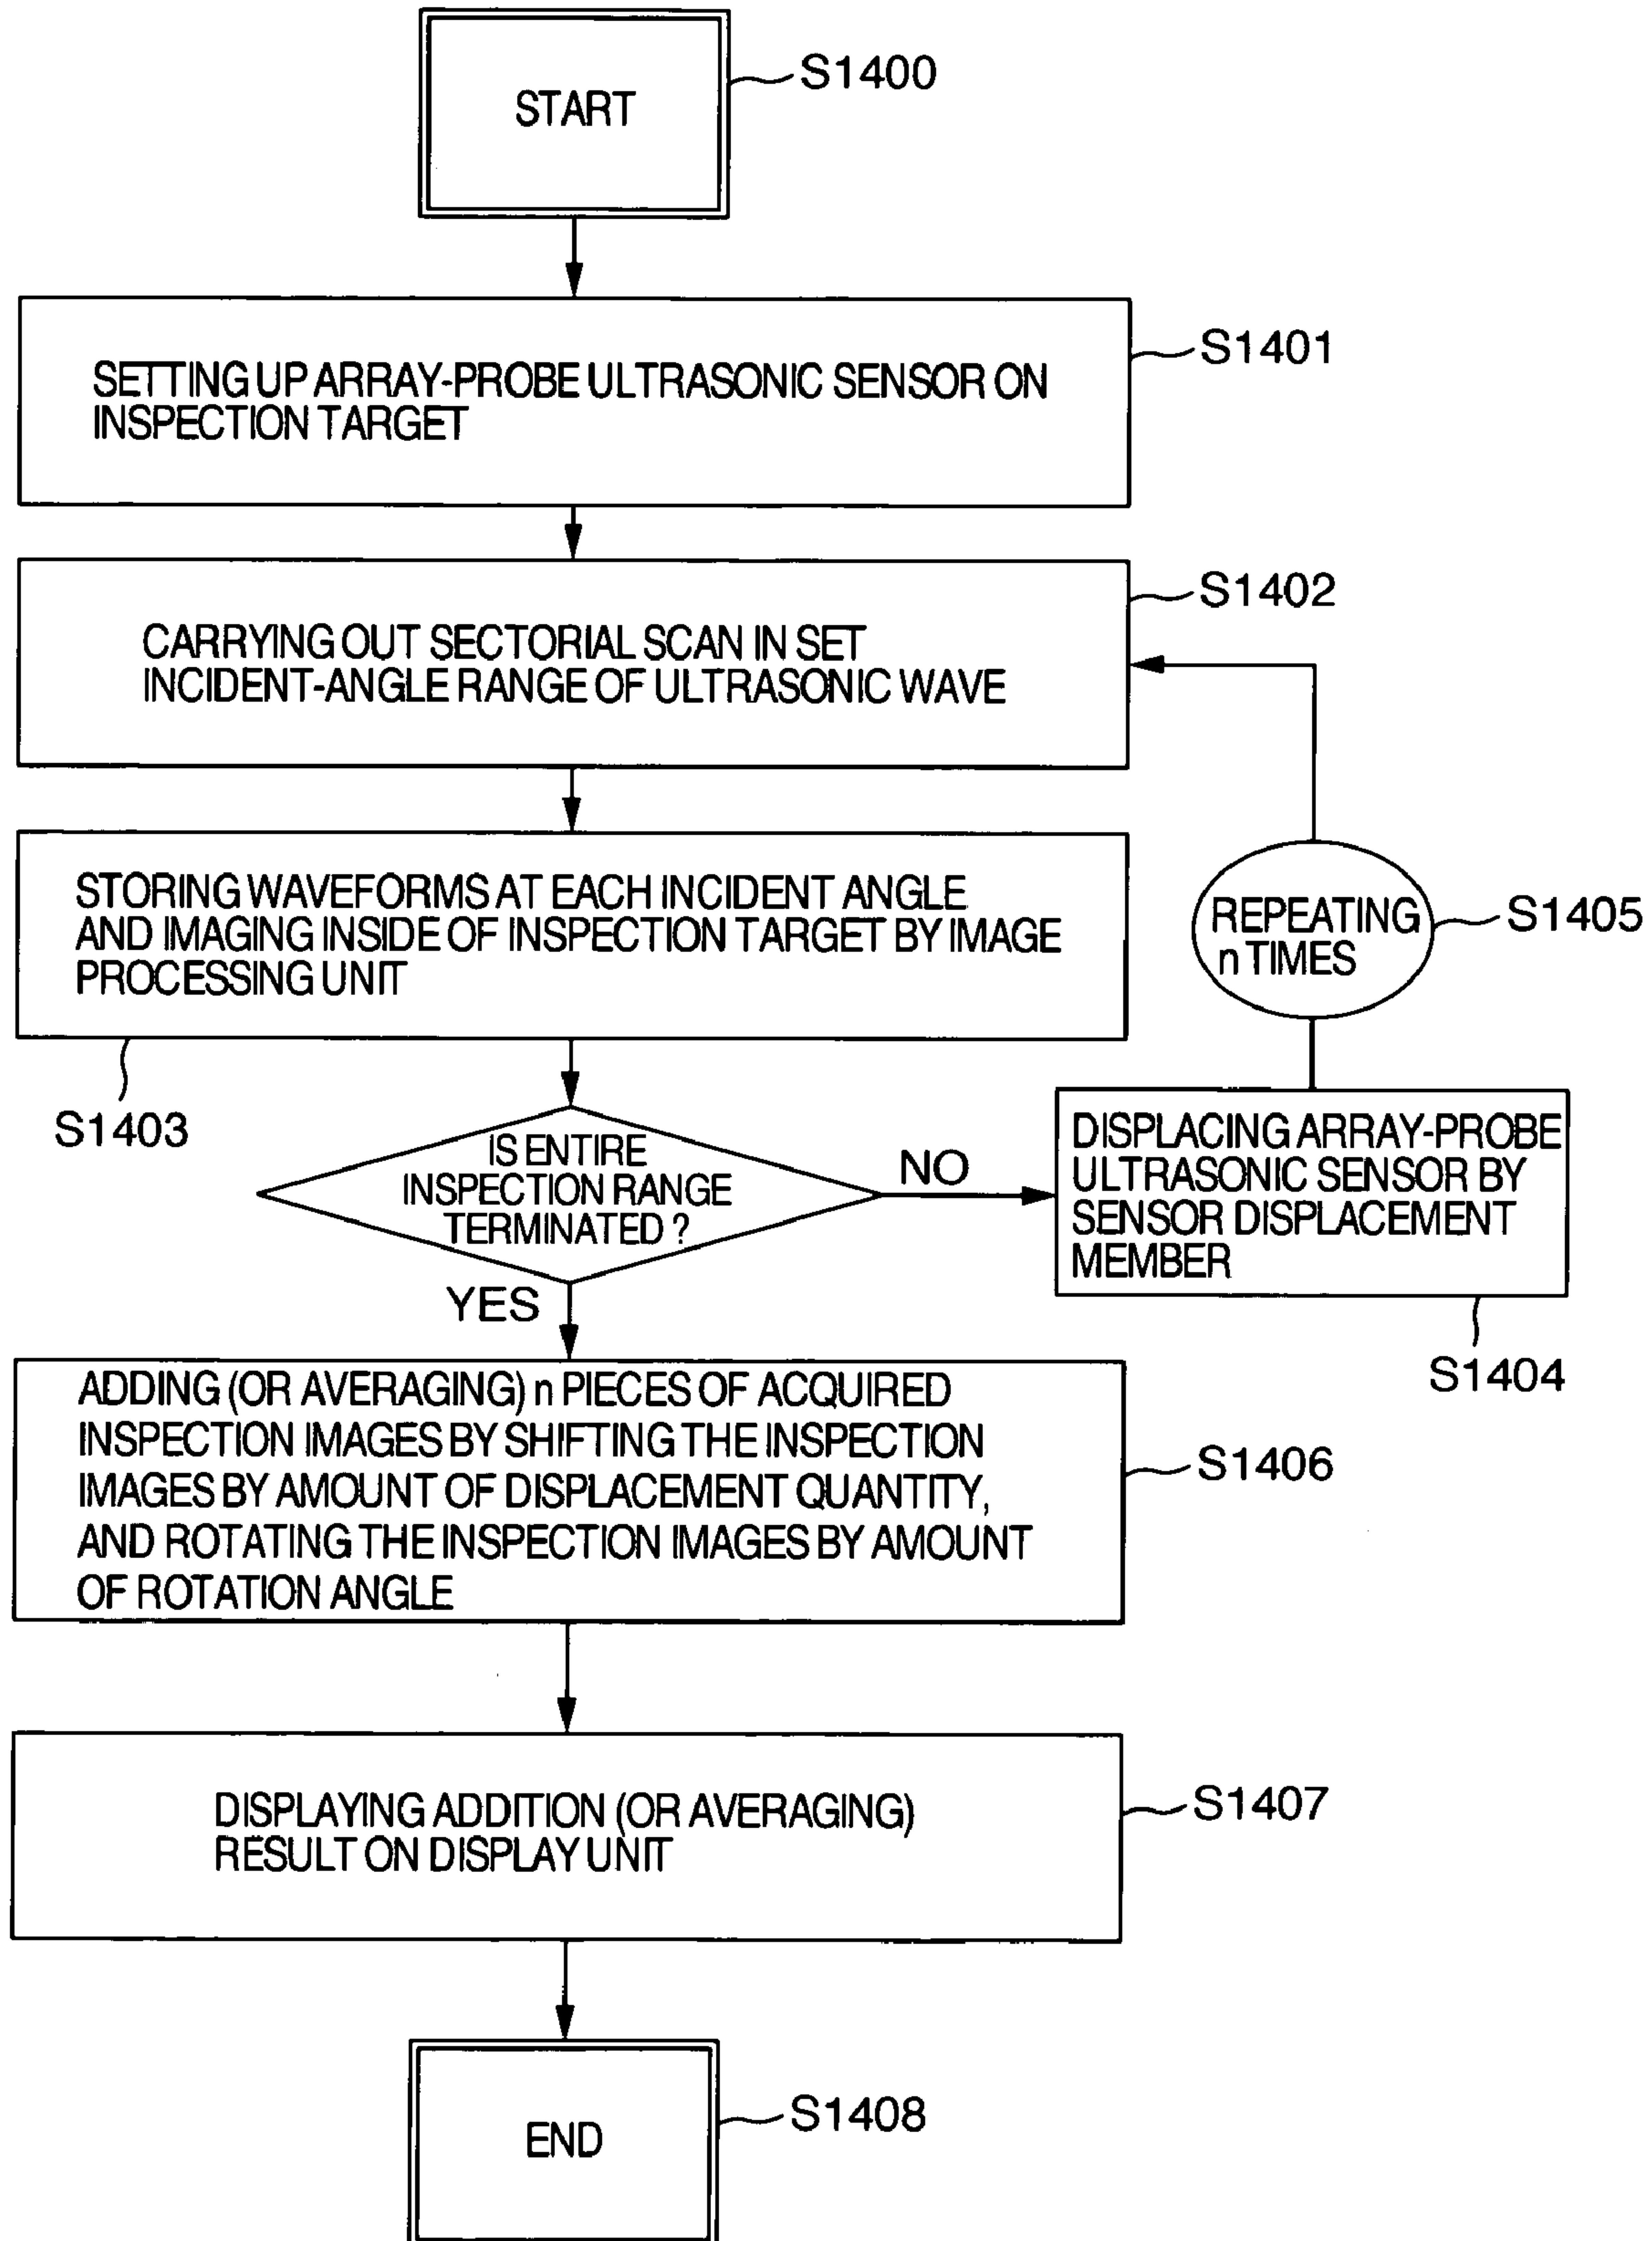 START
S1400
SETTING UP ARRAY-PROBE ULTRASONIC SENSOR ON
INSPECTION TARGET
S1401
CARRYING OUT SECTORIAL SCAN IN SET
INCIDENT-ANGLE RANGE OF ULTRASONIC WAVE
S1402
STORING WAVEFORMS AT EACH INCIDENT ANGLE
AND IMAGING INSIDE OF INSPECTION TARGET BY IMAGE
PROCESSING UNIT
S1403
REPEATING
n TIMES
S1405
IS ENTIRE
INSPECTION RANGE
TERMINATED ?
NO
YES
DISPLACING ARRAY-PROBE
ULTRASONIC SENSOR BY
SENSOR DISPLACEMENT
MEMBER
S1404
ADDING (OR AVERAGING) n PIECES OF ACQUIRED
INSPECTION IMAGES BY SHIFTING THE INSPECTION
IMAGES BY AMOUNT OF DISPLACEMENT QUANTITY,
AND ROTATING THE INSPECTION IMAGES BY AMOUNT
OF ROTATION ANGLE
S1406
DISPLAYING ADDITION (OR AVERAGING)
RESULT ON DISPLAY UNIT
S1407
END
S1408